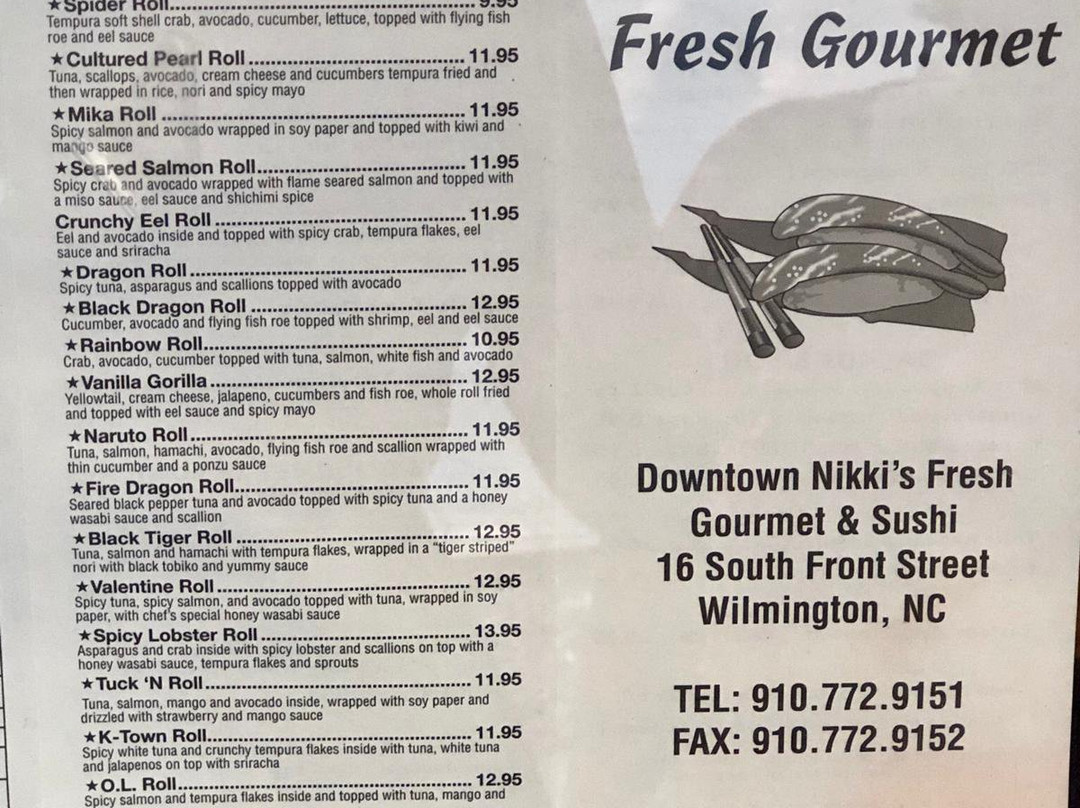 ★Spider Roll.................................................. 9.95
Tempura soft shell crab, avocado, cucumber, lettuce, topped with flying fish
roe and eel sauce
★Cultured Pearl Roll ........................................ 11.95
Tuna, scallops, avocado, cream cheese and cucumbers tempura fried and
then wrapped in rice, nori and spicy mayo
★Mika Roll ................................................... 11.95
Spicy salmon and avocado wrapped in soy paper and topped with kiwi and
mango sauce
★Seared Salmon Roll.................................... 11.95
Spicy crab and avocado wrapped with flame seared salmon and topped with
a miso sauce, eel sauce and shichimi spice
Crunchy Eel Roll ........................................... 11.95
Eel and avocado inside and topped with spicy crab, tempura flakes, eel
sauce and sriracha
★Dragon Roll ................................................ 11.95
Spicy tuna, asparagus and scallions topped with avocado
★Black Dragon Roll ...................................... 12.95
Cucumber, avocado and flying fish roe topped with shrimp, eel and eel sauce
★Rainbow Roll.............................................. 10.95
Crab, avocado, cucumber topped with tuna, salmon, white fish and avocado
★Vanilla Gorilla ............................................. 12.95
Yellowtail, cream cheese, jalapeno, cucumbers and fish roe, whole roll fried
and topped with eel sauce and spicy mayo
★Naruto Roll ................................................. 11.95
Tuna, salmon, hamachi, avocado, flying fish roe and scallion wrapped with
thin cucumber and a ponzu sauce
★Fire Dragon Roll......................................... 11.95
Seared black pepper tuna and avocado topped with spicy tuna and a honey
wasabi sauce and scallion
★Black Tiger Roll ......................................... 12.95
Tuna, salmon and hamachi with tempura flakes, wrapped in a "tiger striped"
nori with black tobiko and yummy sauce
★Valentine Roll ............................................. 12.95
Spicy tuna, spicy salmon, and avocado topped with tuna, wrapped in soy
paper, with chef's special honey wasabi sauce
★Spicy Lobster Roll ..................................... 13.95
Asparagus and crab inside with spicy lobster and scallions on top with a
honey wasabi sauce, tempura flakes and sprouts
★Tuck 'N Roll................................................ 11.95
Tuna, salmon, mango and avocado inside, wrapped with soy paper and
drizzled with strawberry and mango sauce
★K-Town Roll................................................ 11.95
Spicy white tuna and crunchy tempura flakes inside with tuna, white tuna
and jalapenos on top with sriracha
★O.L. Roll..................................................... 12.95
Spicy salmon and tempura flakes inside and topped with tuna, mango and
Fresh Gourmet
Downtown Nikki's Fresh
Gourmet & Sushi
16 South Front Street
Wilmington, NC
TEL: 910.772.9151
FAX: 910.772.9152